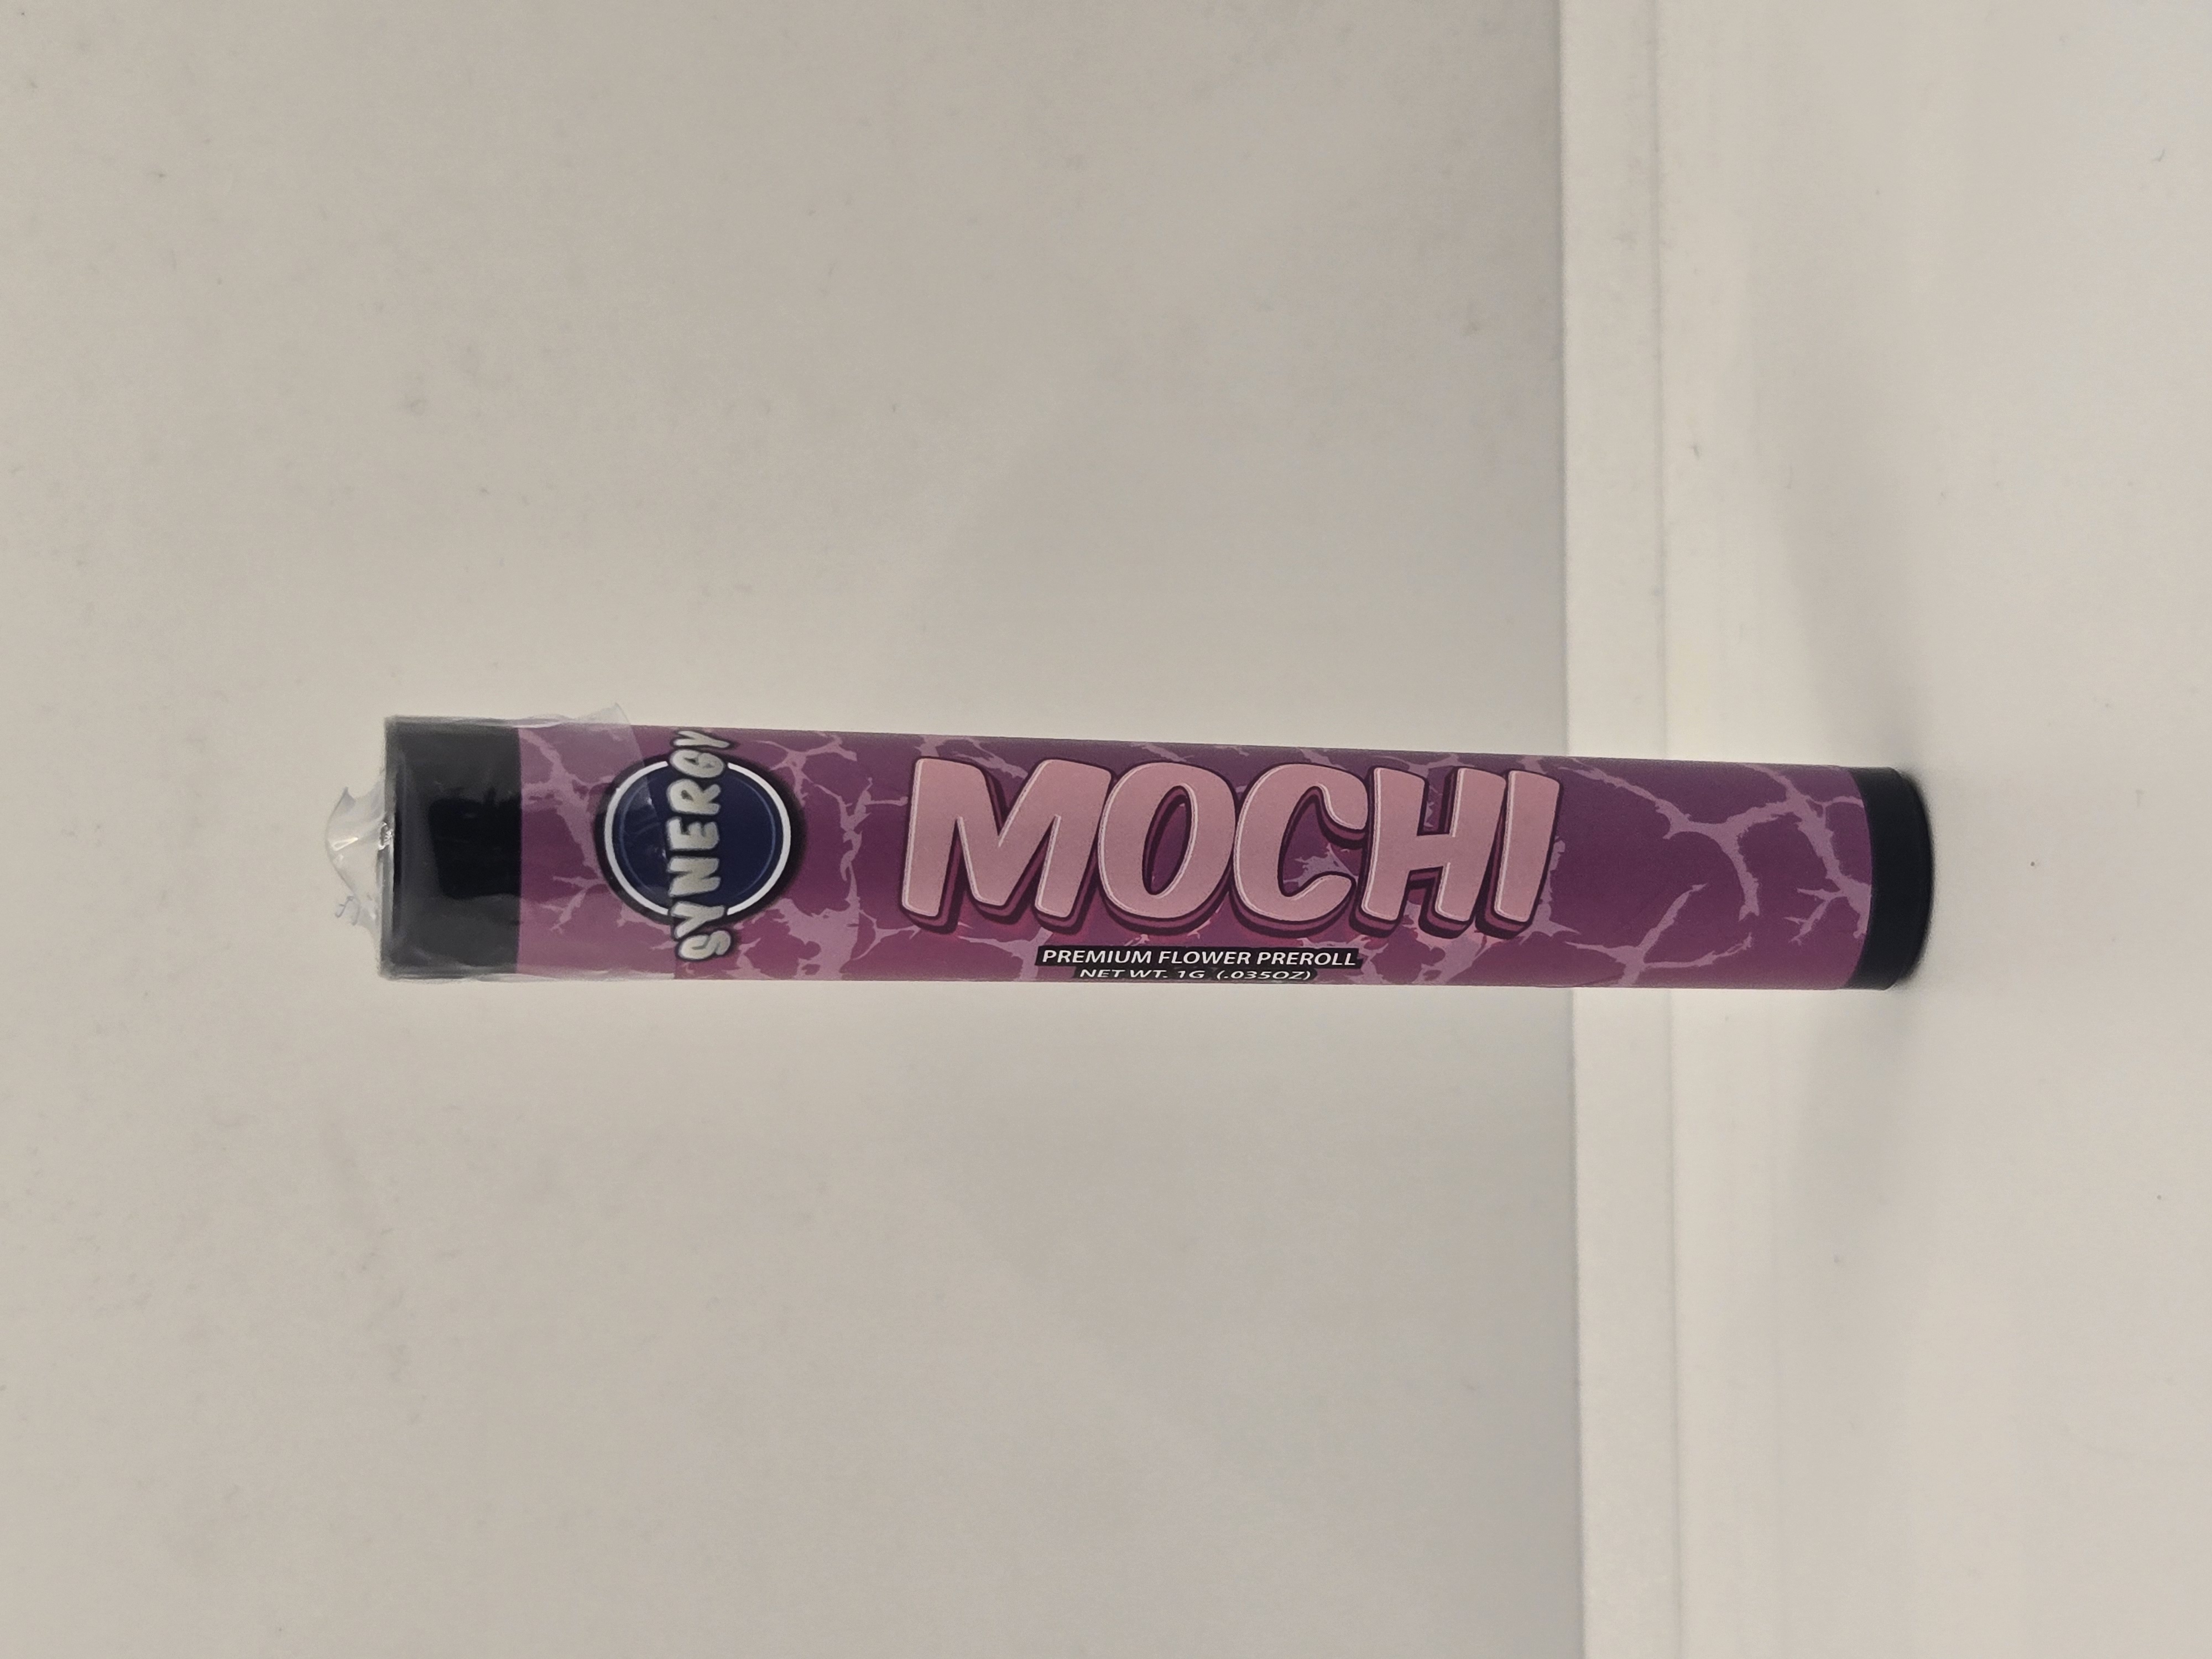 SYNERGY
MOCHI
PREMIUM FLOWER PREROLL
NET WT. 1G (.035OZ)